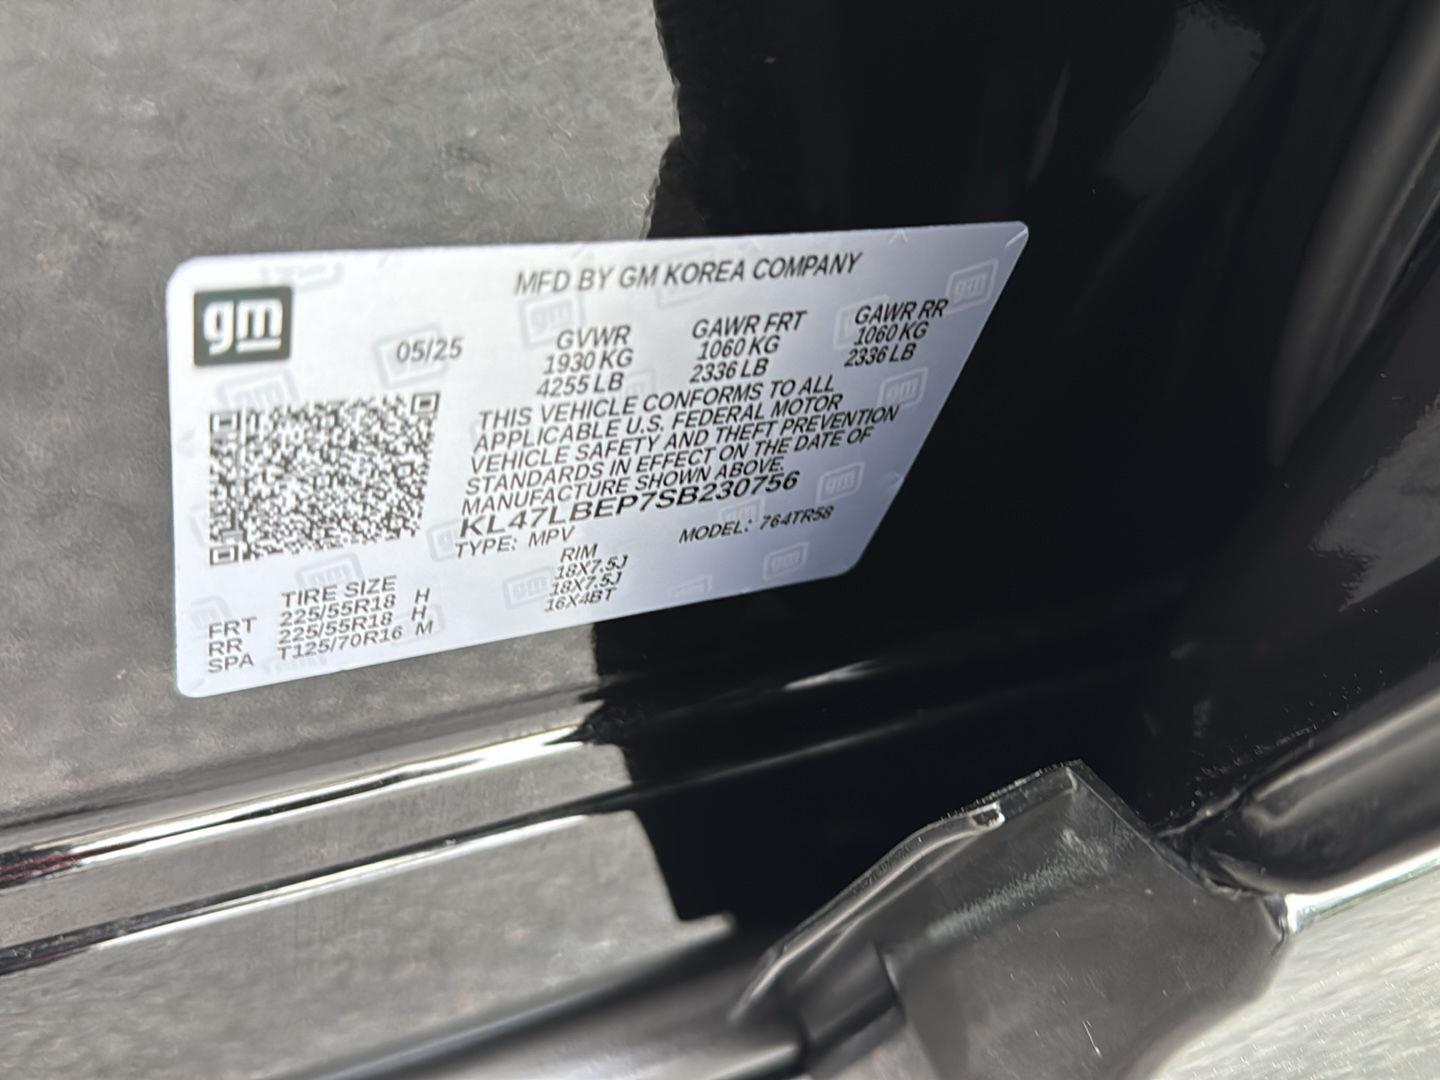 gm
MFD BY GM KOREA COMPANY
05/25
GVWR GAWR FRT GAWR RR
1930 KG 1060 KG 1060 KG
4255 LB 2336 LB 2336 LB
THIS VEHICLE CONFORMS TO ALL
APPLICABLE U.S. FEDERAL MOTOR
VEHICLE SAFETY AND THEFT PREVENTION
STANDARDS IN EFFECT ON THE DATE OF
MANUFACTURE SHOWN ABOVE.
KL47LBEP7SB230756
TYPE: MPV MODEL: 764TR58
TIRE SIZE RIM
FRT 225/55R18 H 18X7.5J
RR 225/55R18 H 18X7.5J
SPA T125/70R16 M 16X4BT